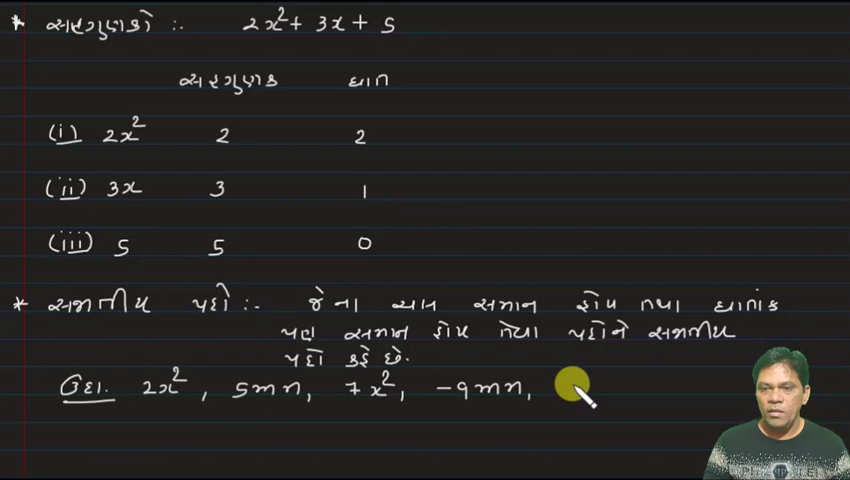 * સહગુણકો :- 2x² + 3x + 5
સહગુણક ઘાત
(i) 2x² 2 2
(ii) 3x 3 1
(iii) 5 5 0
* સજાતીય પદો :- જેના ચલ સમાન હોય તથા ઘાતાંક
પણ સમાન હોય તેવા પદોને સજાતીય
પદો કહે છે.
ઉદા. 2x², 5mn, 7x², -9mn,